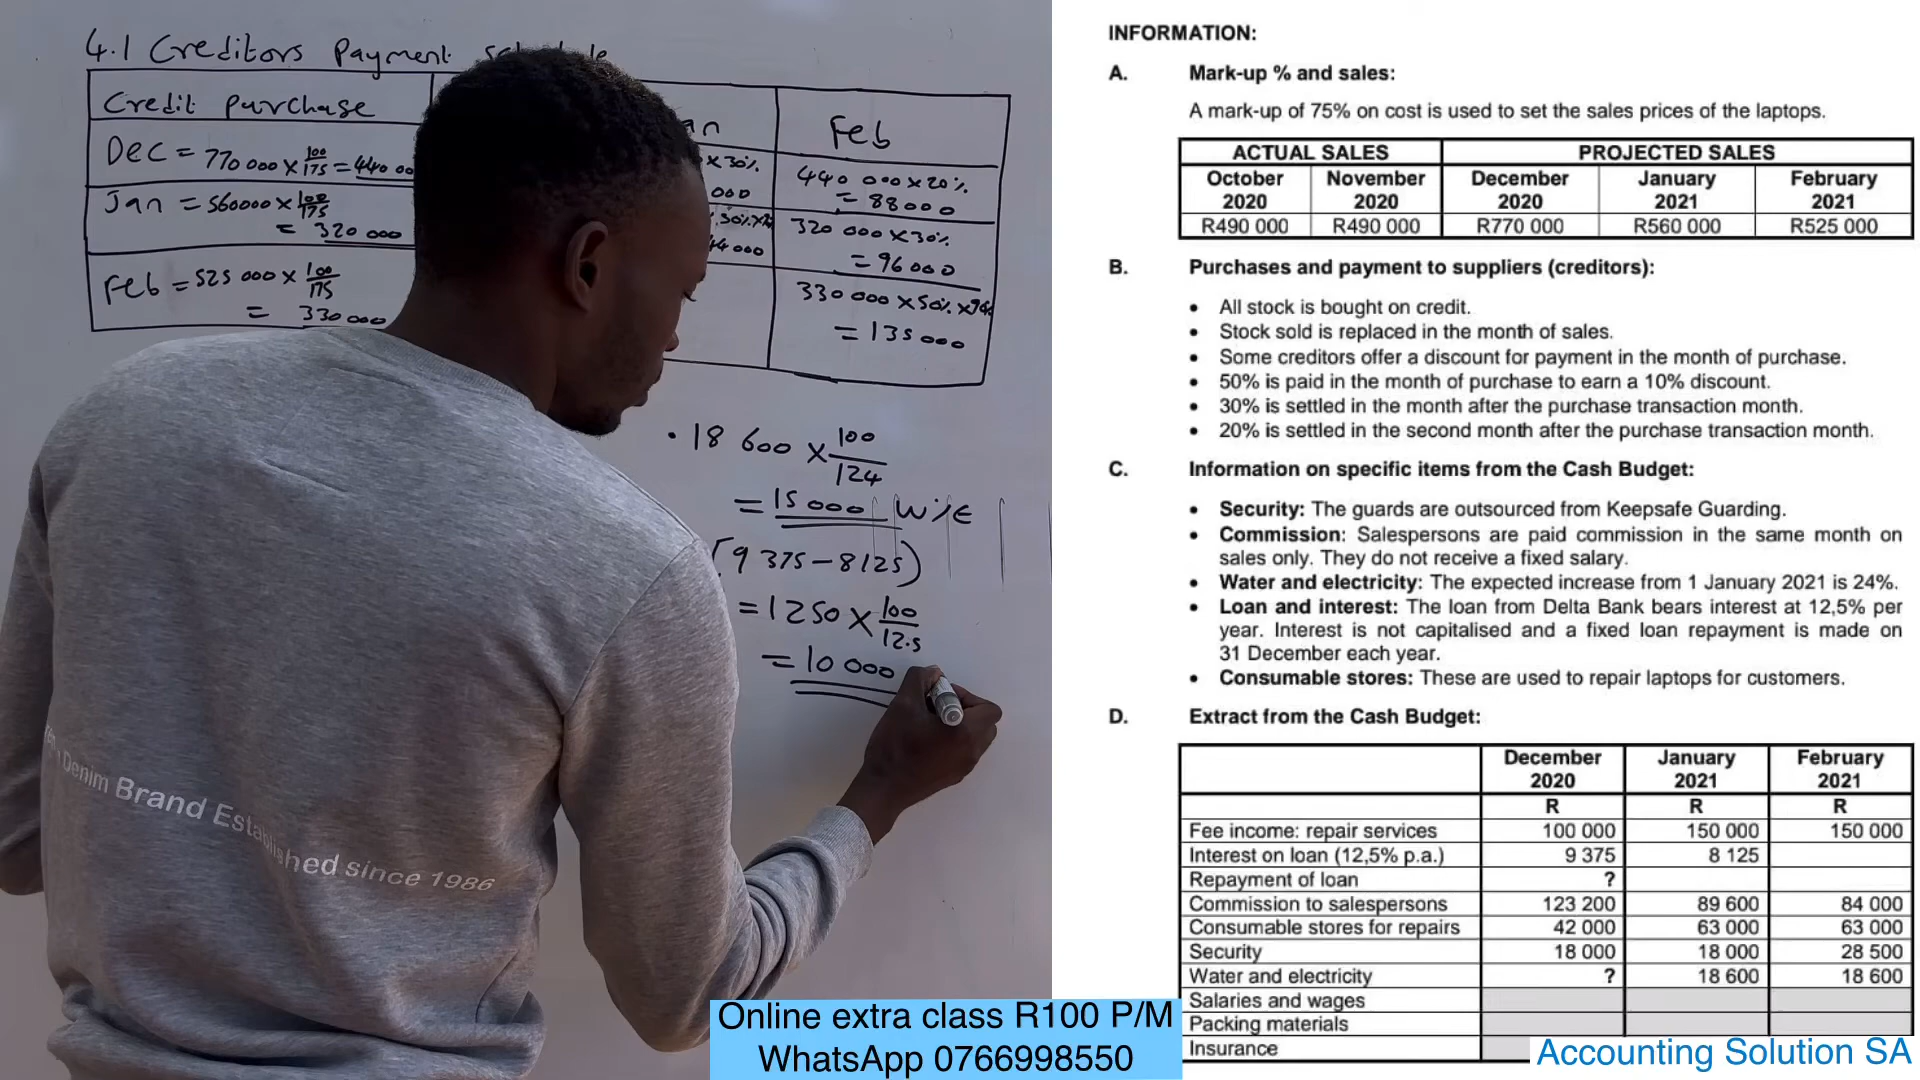 4.1 Creditors Payment
Credit Purchase
Feb
Dec = 770 000 × 100/175 = 440 00
× 30%
000
440 000 × 20%
= 88000
Jan = 560000 × 100/175
= 320 000
44 000
320 000 × 30%
= 96000
Feb = 525 000 × 100/175
= 330 000
330 000 × 50% ×
= 135000
• 18 600 × 100/124
= 15 000 W/E
(9 375 – 8125)
= 1250 × 100/12.5
= 10 000
en · Denim Brand Established since 1986
INFORMATION:
A. Mark-up % and sales:
A mark-up of 75% on cost is used to set the sales prices of the laptops.
ACTUAL SALES PROJECTED SALES
October 2020 November 2020 December 2020 January 2021 February 2021
R490 000 R490 000 R770 000 R560 000 R525 000
B. Purchases and payment to suppliers (creditors):
• All stock is bought on credit.
• Stock sold is replaced in the month of sales.
• Some creditors offer a discount for payment in the month of purchase.
• 50% is paid in the month of purchase to earn a 10% discount.
• 30% is settled in the month after the purchase transaction month.
• 20% is settled in the second month after the purchase transaction month.
C. Information on specific items from the Cash Budget:
• Security: The guards are outsourced from Keepsafe Guarding.
• Commission: Salespersons are paid commission in the same month on
sales only. They do not receive a fixed salary.
• Water and electricity: The expected increase from 1 January 2021 is 24%.
• Loan and interest: The loan from Delta Bank bears interest at 12,5% per
year. Interest is not capitalised and a fixed loan repayment is made on
31 December each year.
• Consumable stores: These are used to repair laptops for customers.
D. Extract from the Cash Budget:
December 2020 January 2021 February 2021
R R R
Fee income: repair services 100 000 150 000 150 000
Interest on loan (12,5% p.a.) 9 375 8 125
Repayment of loan ?
Commission to salespersons 123 200 89 600 84 000
Consumable stores for repairs 42 000 63 000 63 000
Security 18 000 18 000 28 500
Water and electricity ? 18 600 18 600
Salaries and wages
Packing materials
Insurance
Online extra class R100 P/M
WhatsApp 0766998550
Accounting Solution SA